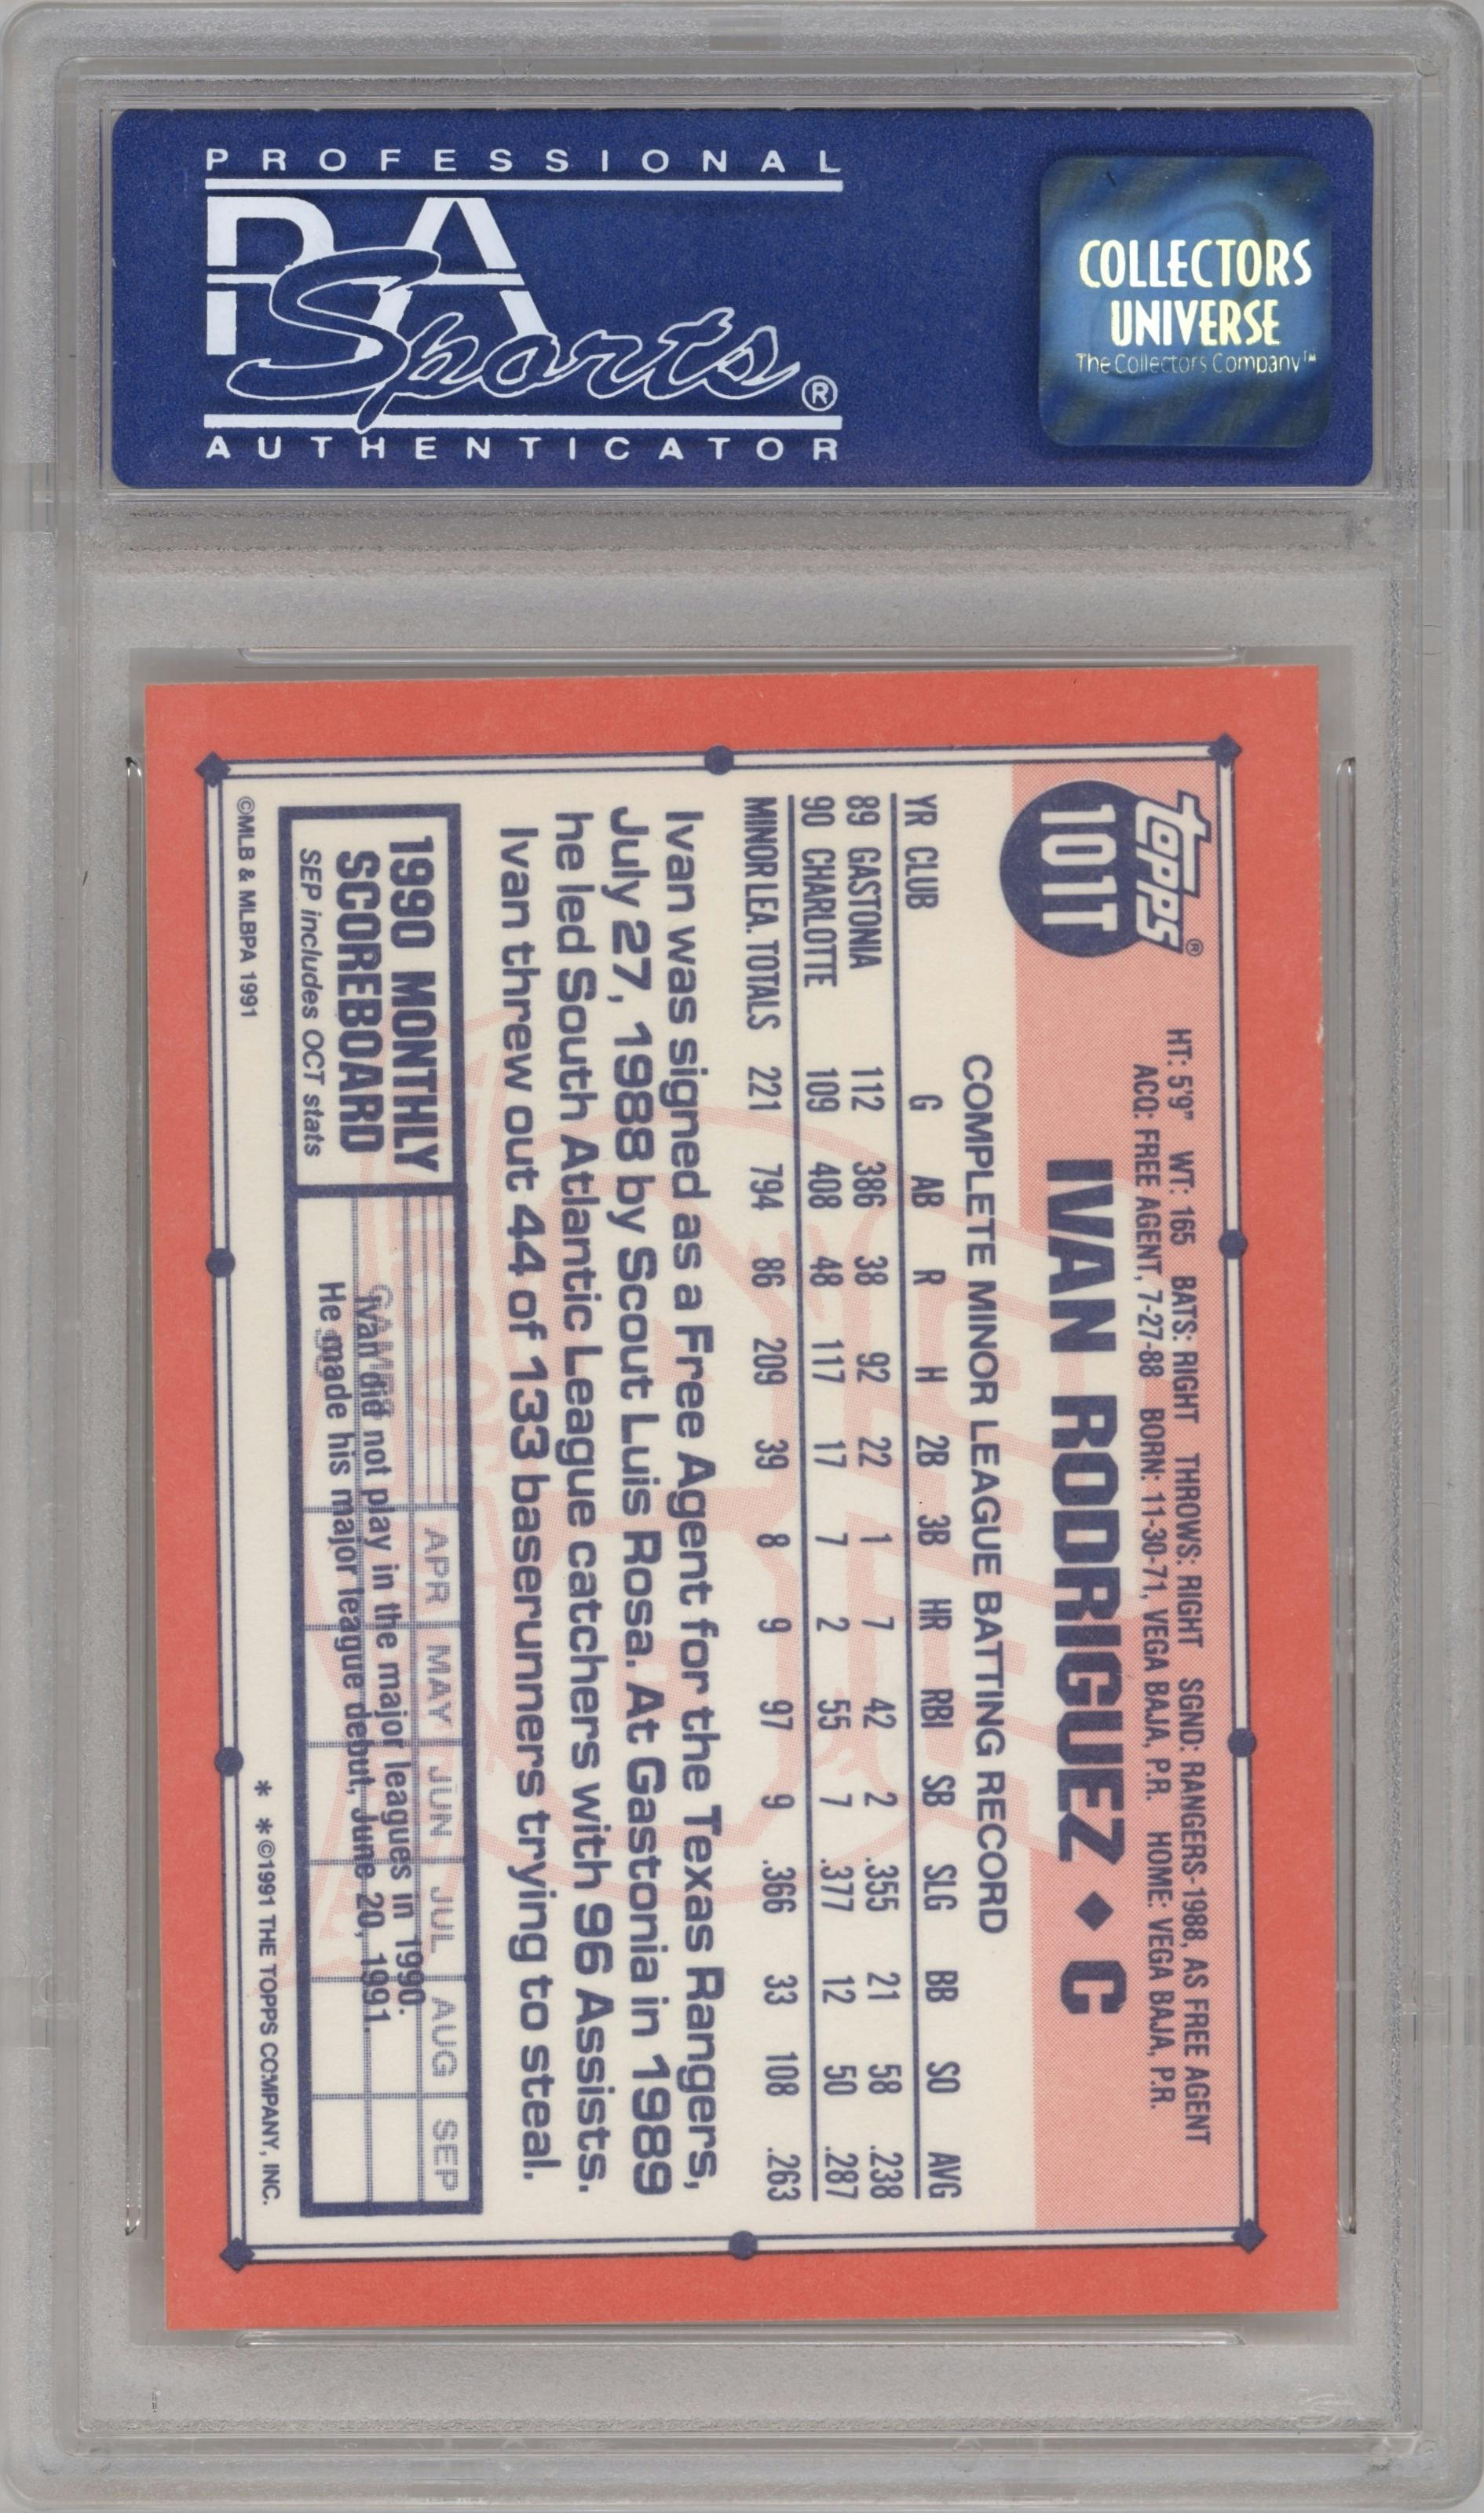 PROFESSIONAL
PSA
Sports®
AUTHENTICATOR
COLLECTORS
UNIVERSE
The Collectors Company™
topps®
101T
HT: 5'9" WT: 165 BATS: RIGHT THROWS: RIGHT SGND: RANGERS-1988, AS FREE AGENT
ACQ: FREE AGENT, 7-27-88 BORN: 11-30-71, VEGA BAJA, P.R. HOME: VEGA BAJA, P.R.
IVAN RODRIGUEZ ♦ C
COMPLETE MINOR LEAGUE BATTING RECORD
YR CLUB G AB R H 2B 3B HR RBI SB SLG BB SO AVG
89 GASTONIA 112 386 38 92 22 1 7 42 2 .355 21 58 .238
90 CHARLOTTE 109 408 48 117 17 7 2 55 7 .377 12 50 .287
MINOR LEA. TOTALS 221 794 86 209 39 8 9 97 9 .366 33 108 .263
Ivan was signed as a Free Agent for the Texas Rangers,
July 27, 1988 by Scout Luis Rosa. At Gastonia in 1989
he led South Atlantic League catchers with 96 Assists.
Ivan threw out 44 of 133 baserunners trying to steal.
1990 MONTHLY
SCOREBOARD
SEP includes OCT stats
APR MAY JUN JUL AUG SEP
Ivan did not play in the major leagues in 1990.
He made his major league debut, June 20, 1991.
©MLB & MLBPA 1991
* *©1991 THE TOPPS COMPANY, INC.